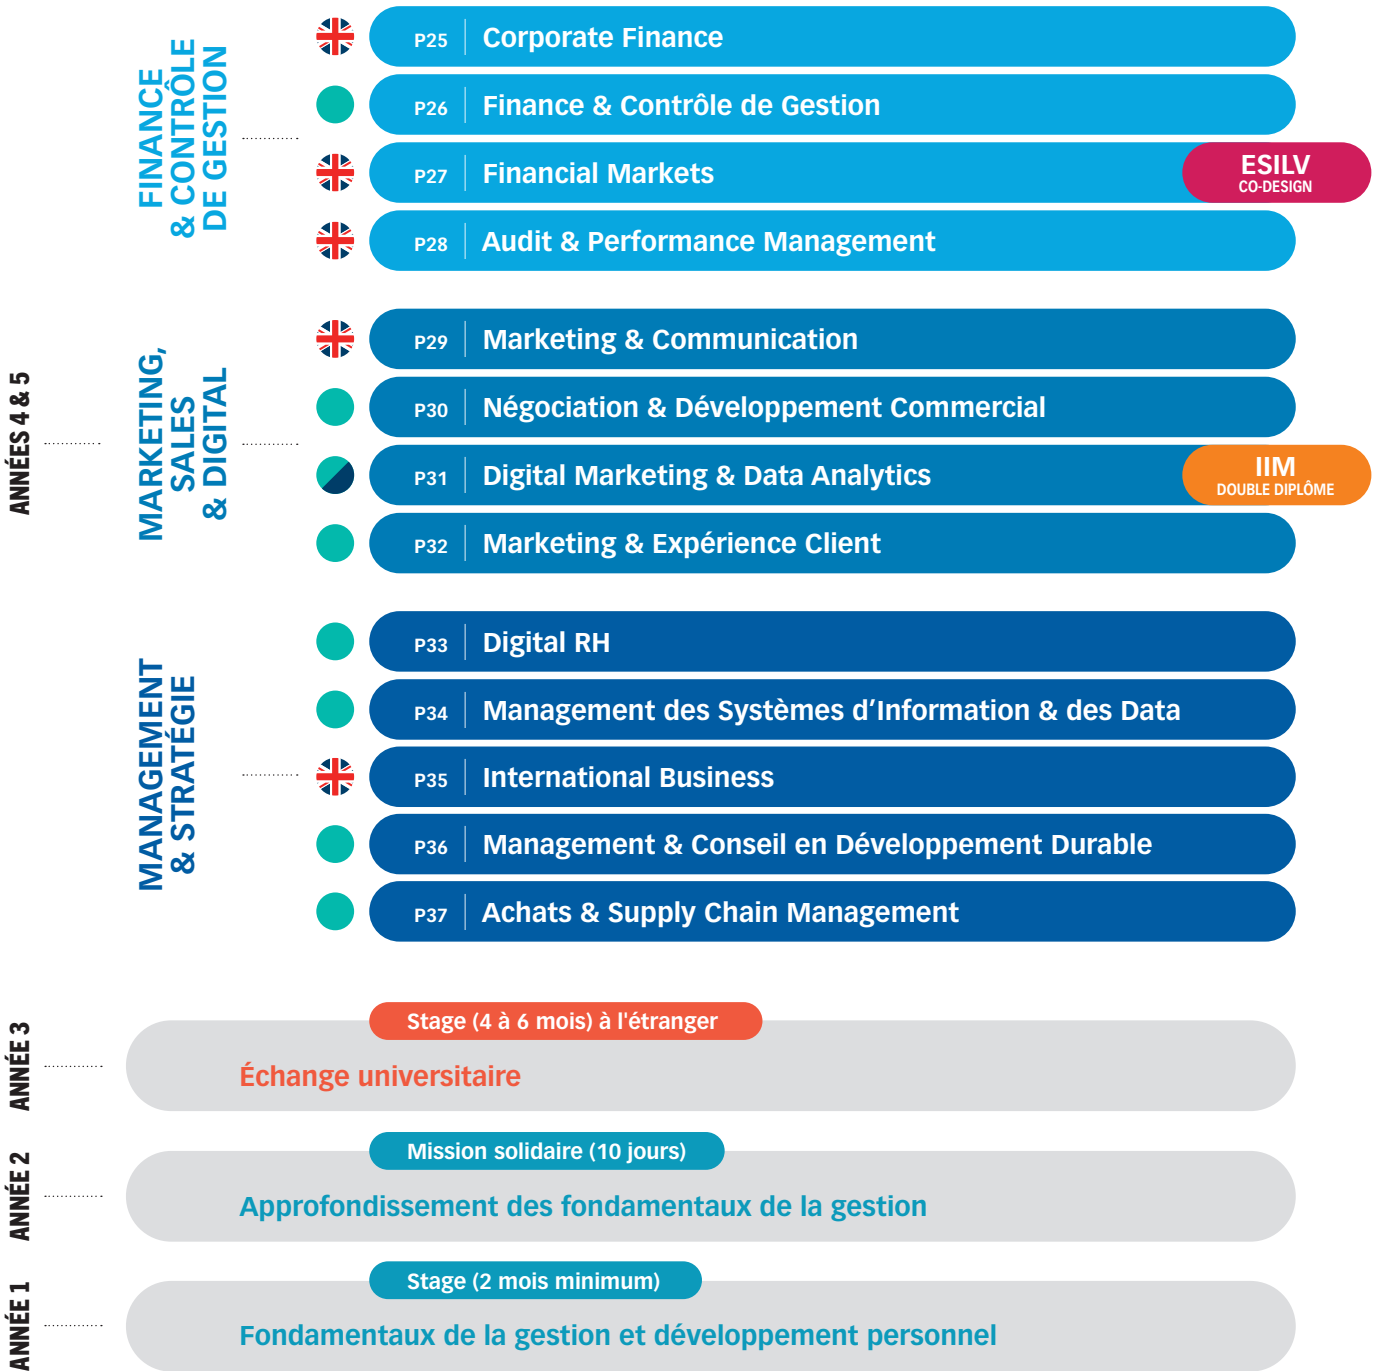 ANNÉES 4 & 5
FINANCE
& CONTRÔLE
DE GESTION
P25 Corporate Finance
P26 Finance & Contrôle de Gestion
P27 Financial Markets
ESILV
CO-DESIGN
P28 Audit & Performance Management
MARKETING,
SALES
& DIGITAL
P29 Marketing & Communication
P30 Négociation & Développement Commercial
P31 Digital Marketing & Data Analytics
IIM
DOUBLE DIPLÔME
P32 Marketing & Expérience Client
MANAGEMENT
& STRATÉGIE
P33 Digital RH
P34 Management des Systèmes d’Information & des Data
P35 International Business
P36 Management & Conseil en Développement Durable
P37 Achats & Supply Chain Management
ANNÉE 3
Stage (4 à 6 mois) à l'étranger
Échange universitaire
ANNÉE 2
Mission solidaire (10 jours)
Approfondissement des fondamentaux de la gestion
ANNÉE 1
Stage (2 mois minimum)
Fondamentaux de la gestion et développement personnel